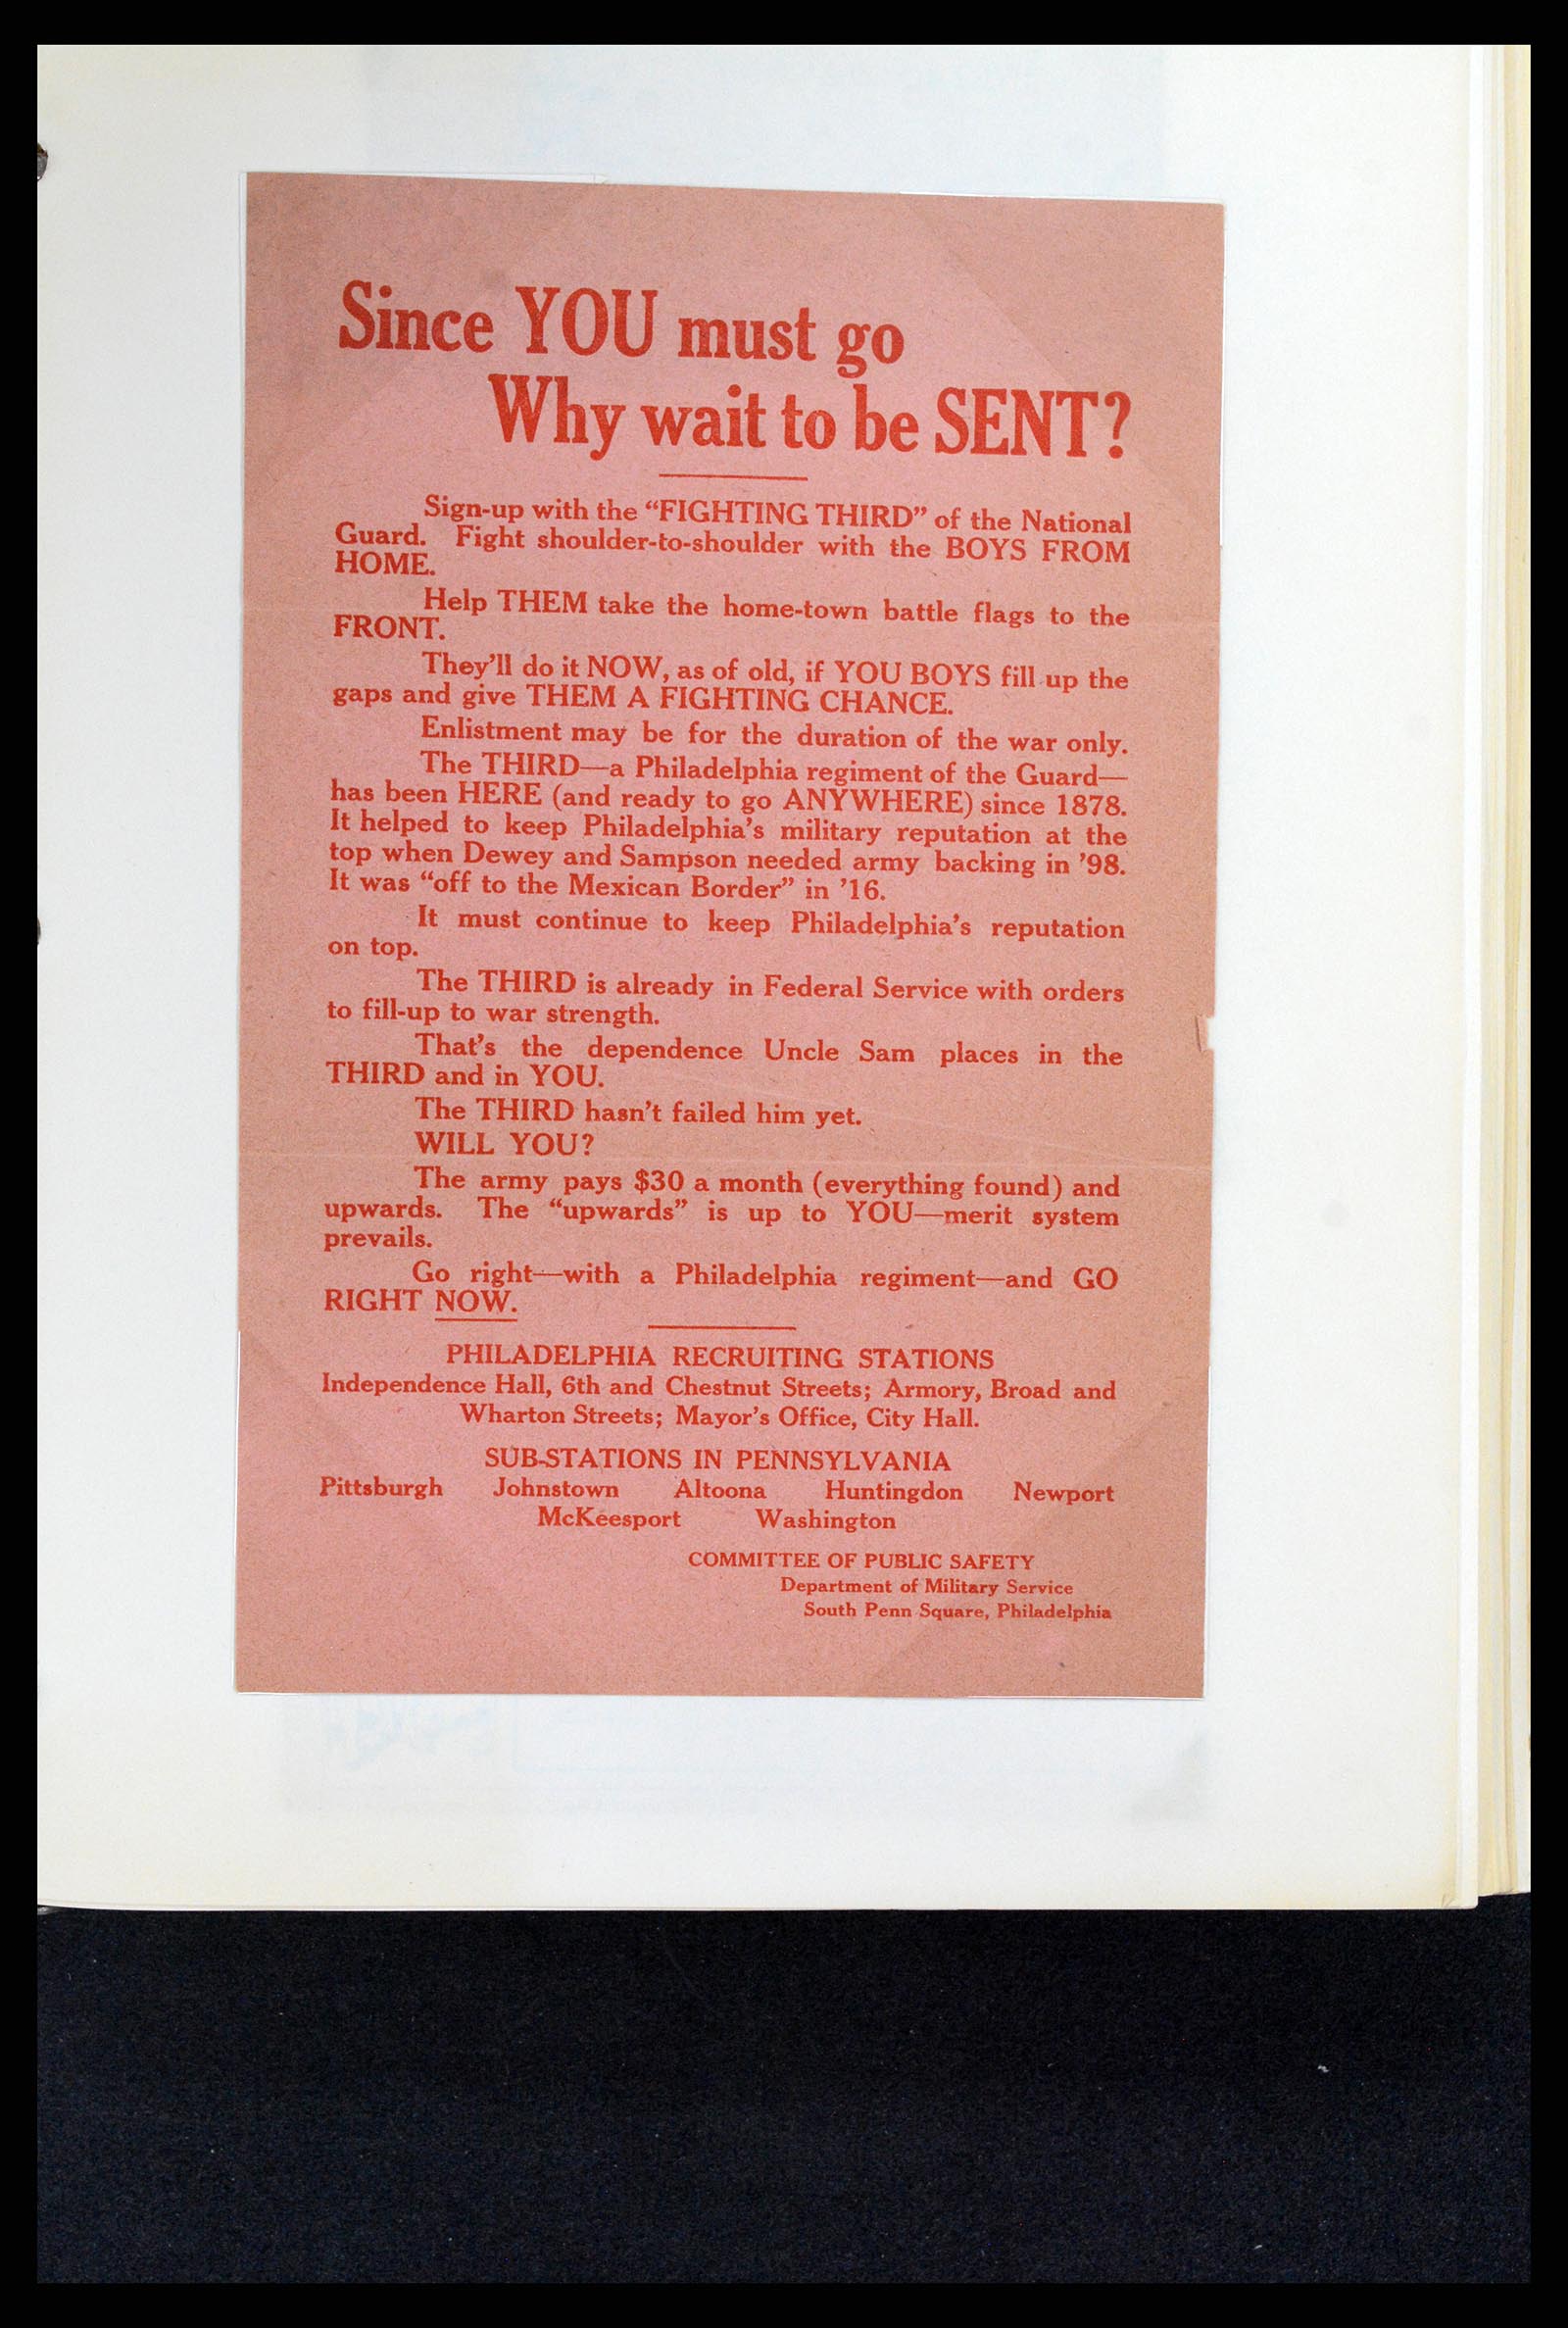 Since YOU must go
Why wait to be SENT?
Sign-up with the “FIGHTING THIRD” of the National
Guard. Fight shoulder-to-shoulder with the BOYS FROM
HOME.
Help THEM take the home-town battle flags to the
FRONT.
They’ll do it NOW, as of old, if YOU BOYS fill up the
gaps and give THEM A FIGHTING CHANCE.
Enlistment may be for the duration of the war only.
The THIRD—a Philadelphia regiment of the Guard—
has been HERE (and ready to go ANYWHERE) since 1878.
It helped to keep Philadelphia’s military reputation at the
top when Dewey and Sampson needed army backing in ’98.
It was “off to the Mexican Border” in ’16.
It must continue to keep Philadelphia’s reputation
on top.
The THIRD is already in Federal Service with orders
to fill-up to war strength.
That’s the dependence Uncle Sam places in the
THIRD and in YOU.
The THIRD hasn’t failed him yet.
WILL YOU?
The army pays $30 a month (everything found) and
upwards. The “upwards” is up to YOU—merit system
prevails.
Go right—with a Philadelphia regiment—and GO
RIGHT NOW.
PHILADELPHIA RECRUITING STATIONS
Independence Hall, 6th and Chestnut Streets; Armory, Broad and
Wharton Streets; Mayor’s Office, City Hall.
SUB-STATIONS IN PENNSYLVANIA
Pittsburgh Johnstown Altoona Huntingdon Newport
McKeesport Washington
COMMITTEE OF PUBLIC SAFETY
Department of Military Service
South Penn Square, Philadelphia